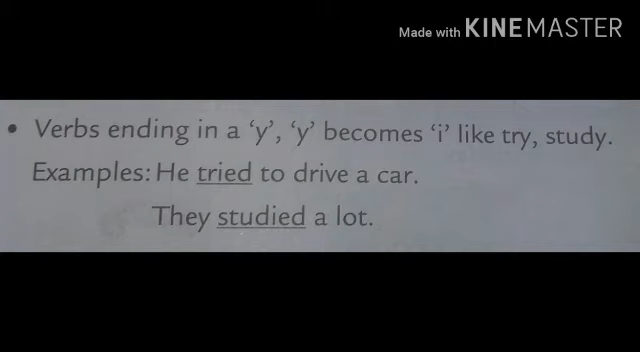 Made with KINEMASTER
• Verbs ending in a ‘y’, ‘y’ becomes ‘i’ like try, study.
Examples: He tried to drive a car.
They studied a lot.